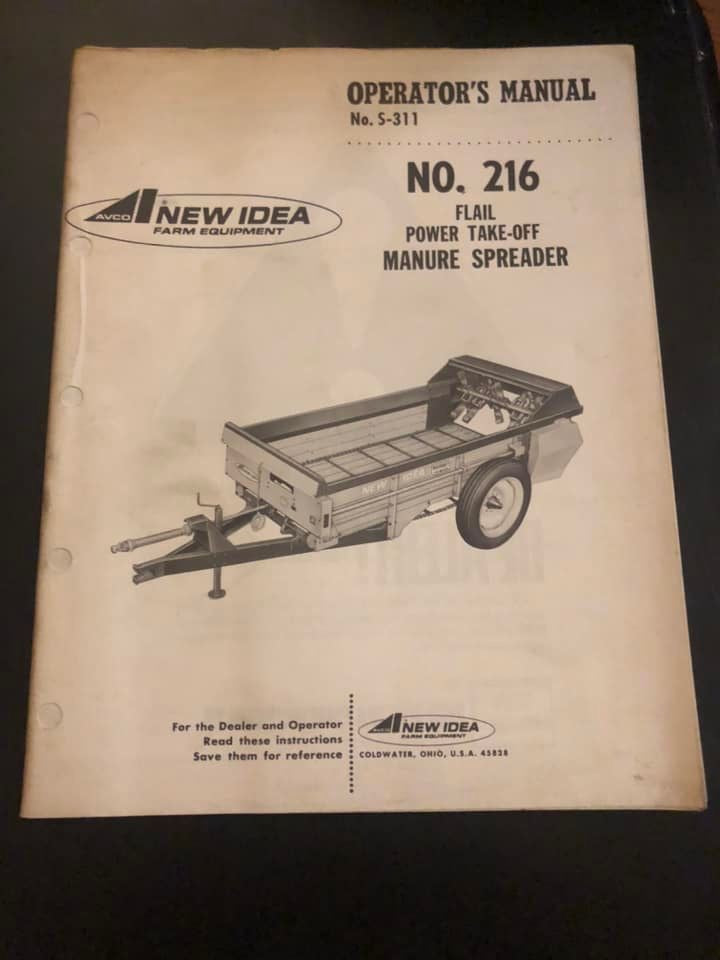 OPERATOR'S MANUAL
No. S-311
NO. 216
FLAIL
POWER TAKE-OFF
MANURE SPREADER
AVCO NEW IDEA
FARM EQUIPMENT
NEW IDEA
For the Dealer and Operator
Read these instructions
Save them for reference
AVCO NEW IDEA
FARM EQUIPMENT
COLDWATER, OHIO, U.S.A. 45828